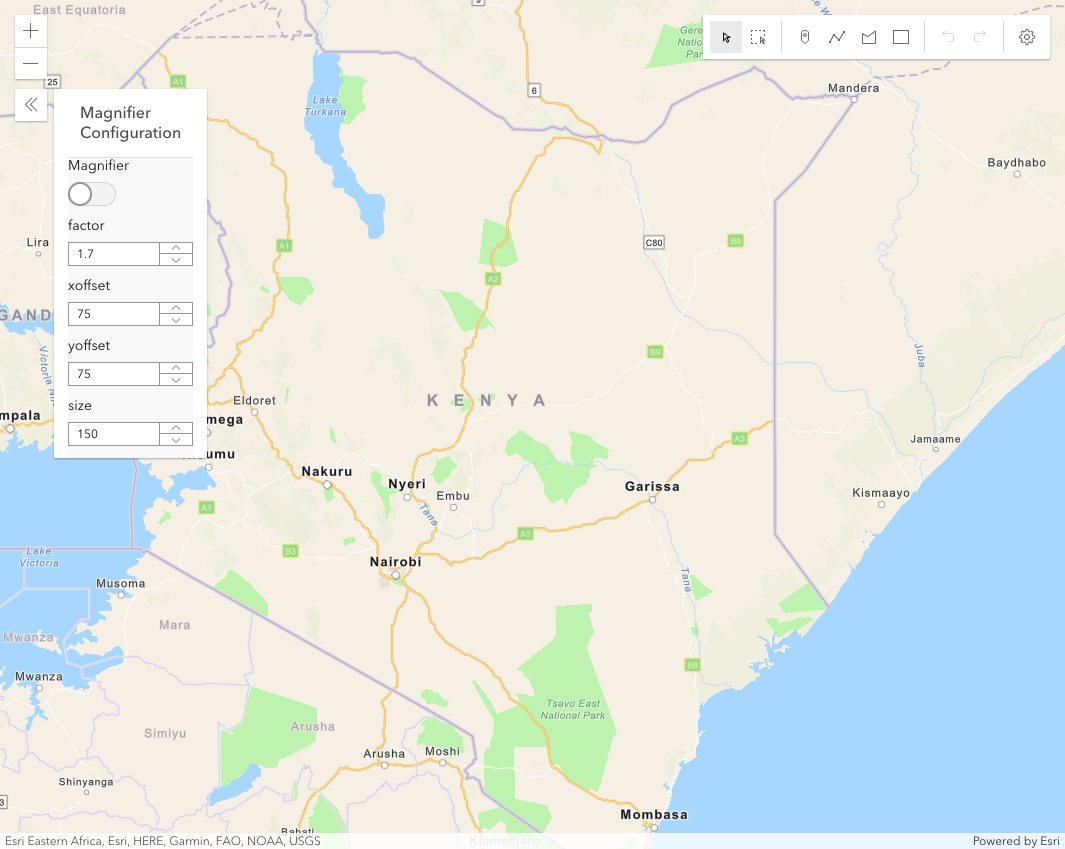 East Equatoria
9
25
A1
Lake
Turkana
6
Mandera
Baydhabo
Magnifier
Configuration
Magnifier
factor
1.7
xoffset
75
yoffset
75
size
150
Lira
A1
C80
B9
A2
GAND
Victoria Ni
Juba
B9
Eldoret
KENYA
mega
mpala
A3
Jamaame
umu
Nakuru
Nyeri
Embu
Garissa
Kismaayo
A1
Tana
A3
B3
Lake
Victoria
Nairobi
Musoma
Tana
Mara
Mwanza
B8
Mwanza
Tsavo East
National Park
Simiyu
Arusha
Arusha
Moshi
Shinyanga
3
Mombasa
Babati
Kilimanjaro
Esri Eastern Africa, Esri, HERE, Garmin, FAO, NOAA, USGS
Powered by Esri